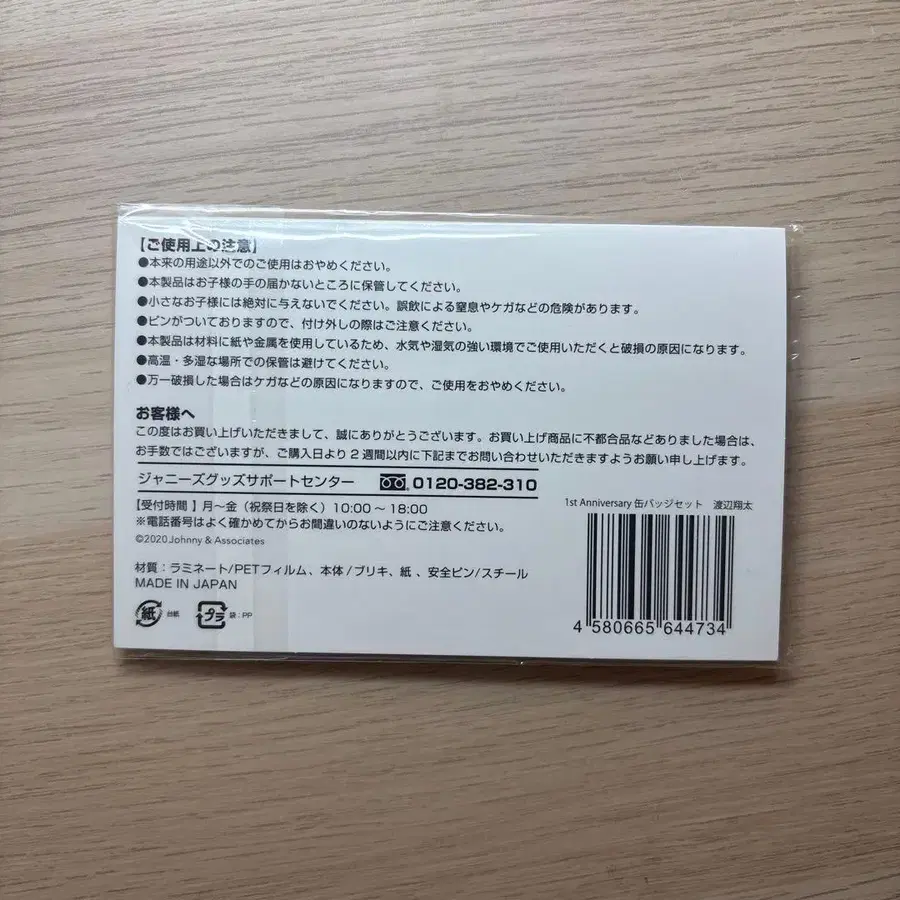 【ご使用上の注意】
●本来の用途以外でのご使用はおやめください。
●本製品はお子様の手の届かないところに保管してください。
●小さなお子様には絶対に与えないでください。誤飲による窒息やケガなどの危険があります。
●ピンがついておりますので、付け外しの際はご注意ください。
●本製品は材料に紙や金属を使用しているため、水気や湿気の強い環境でご使用いただくと破損の原因になります。
●高温・多湿な場所での保管は避けてください。
●万一破損した場合はケガなどの原因になりますので、ご使用をおやめください。
お客様へ
この度はお買い上げいただきまして、誠にありがとうございます。お買い上げ商品に不都合品などありました場合は、
お手数ではございますが、ご購入日より2週間以内に下記までお問い合わせいただきますようお願い申し上げます。
ジャニーズグッズサポートセンター 0120-382-310
【受付時間】月～金（祝祭日を除く）10:00～18:00
※電話番号はよく確かめてからお間違いのないようにご注意ください。
©2020 Johnny & Associates
1st Anniversary 缶バッジセット 渡辺翔太
材質：ラミネート/PETフィルム、本体/ブリキ、紙、安全ピン/スチール
MADE IN JAPAN
紙 台紙 プラ 袋：PP
4 580665 644734